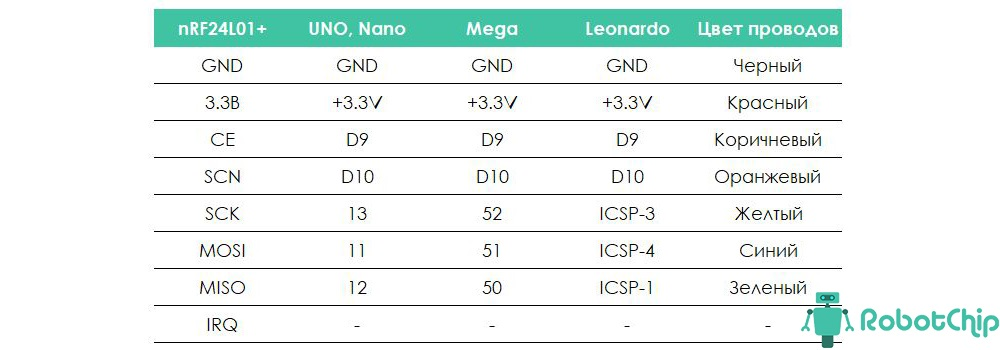 nRF24L01+ UNO, Nano Mega Leonardo Цвет проводов
GND GND GND GND Черный
3.3В +3.3V +3.3V +3.3V Красный
CE D9 D9 D9 Коричневый
SCN D10 D10 D10 Оранжевый
SCK 13 52 ICSP-3 Желтый
MOSI 11 51 ICSP-4 Синий
MISO 12 50 ICSP-1 Зеленый
IRQ - - - -
RobotChip